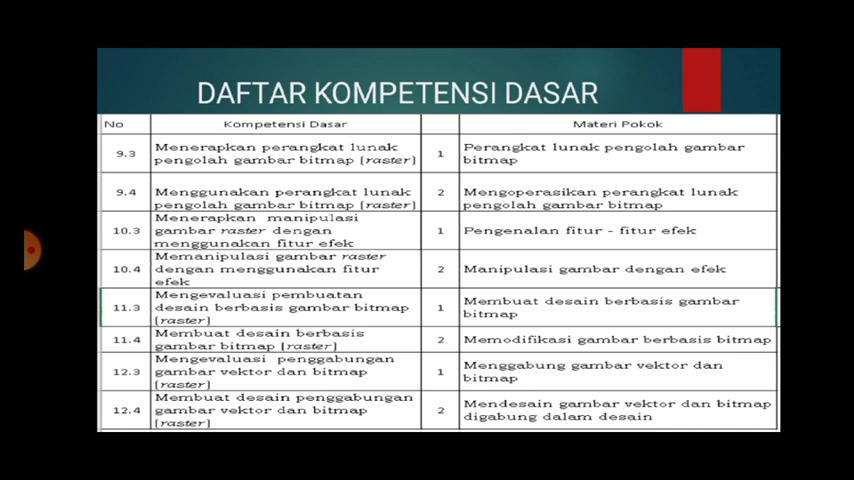 DAFTAR KOMPETENSI DASAR
No Kompetensi Dasar Materi Pokok
9.3 Menerapkan perangkat lunak pengolah gambar bitmap (raster) 1 Perangkat lunak pengolah gambar bitmap
9.4 Menggunakan perangkat lunak pengolah gambar bitmap (raster) 2 Mengoperasikan perangkat lunak pengolah gambar bitmap
10.3 Menerapkan manipulasi gambar raster dengan menggunakan fitur efek 1 Pengenalan fitur - fitur efek
10.4 Memanipulasi gambar raster dengan menggunakan fitur efek 2 Manipulasi gambar dengan efek
11.3 Mengevaluasi pembuatan desain berbasis gambar bitmap (raster) 1 Membuat desain berbasis gambar bitmap
11.4 Membuat desain berbasis gambar bitmap (raster) 2 Memodifikasi gambar berbasis bitmap
12.3 Mengevaluasi penggabungan gambar vektor dan bitmap (raster) 1 Menggabung gambar vektor dan bitmap
12.4 Membuat desain penggabungan gambar vektor dan bitmap (raster) 2 Mendesain gambar vektor dan bitmap digabung dalam desain